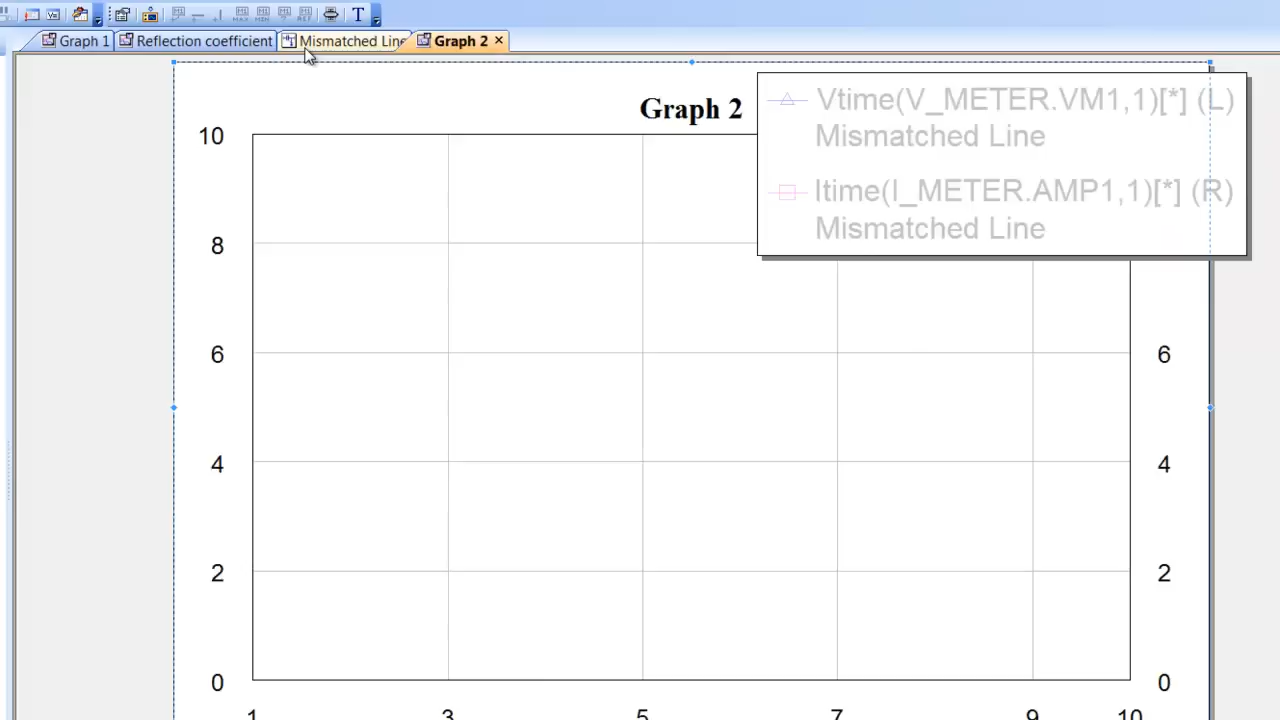 T
Graph 1 Reflection coefficient Mismatched Line Graph 2
Graph 2
Vtime(V_METER.VM1,1)[*] (L)
Mismatched Line
Itime(I_METER.AMP1,1)[*] (R)
Mismatched Line
10
8
6 6
4 4
2 2
0 0
1 3 5 7 9 10